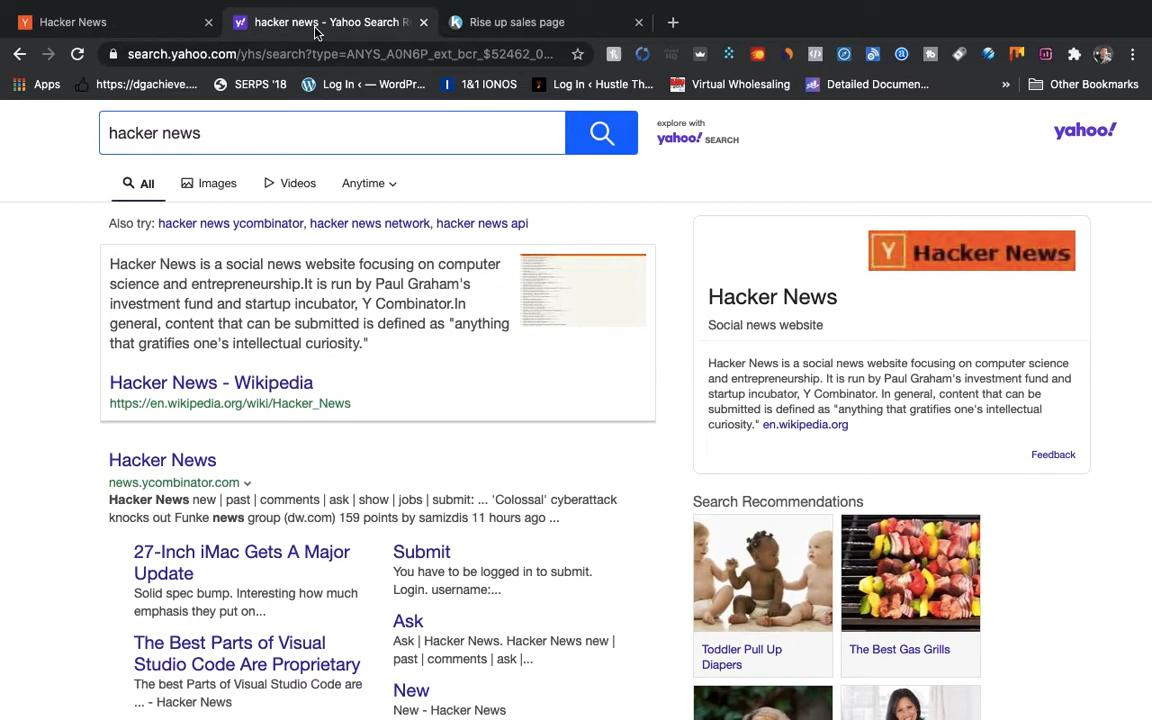 Hacker News
hacker news - Yahoo Search R
Rise up sales page
search.yahoo.com/yhs/search?type=ANYS_A0N6P_ext_bcr_$52462_0...
Apps
https://dgachieve....
SERPS '18
Log In ‹ — WordPr...
1&1 IONOS
Log In ‹ Hustle Th...
Virtual Wholesaling
Detailed Documen...
»
Other Bookmarks
hacker news
explore with
yahoo! SEARCH
yahoo!
All
Images
Videos
Anytime
Also try: hacker news ycombinator, hacker news network, hacker news api
Hacker News is a social news website focusing on computer
science and entrepreneurship.It is run by Paul Graham's
investment fund and startup incubator, Y Combinator.In
general, content that can be submitted is defined as "anything
that gratifies one's intellectual curiosity."
Hacker News - Wikipedia
https://en.wikipedia.org/wiki/Hacker_News
Hacker News
news.ycombinator.com
Hacker News new | past | comments | ask | show | jobs | submit: ... 'Colossal' cyberattack
knocks out Funke news group (dw.com) 159 points by samizdis 11 hours ago ...
27-Inch iMac Gets A Major
Update
Solid spec bump. Interesting how much
emphasis they put on...
The Best Parts of Visual
Studio Code Are Proprietary
The best Parts of Visual Studio Code are
... - Hacker News
Submit
You have to be logged in to submit.
Login. username:...
Ask
Ask | Hacker News. Hacker News new |
past | comments | ask |...
New
New - Hacker News
Y Hacker News
Hacker News
Social news website
Hacker News is a social news website focusing on computer science
and entrepreneurship. It is run by Paul Graham's investment fund and
startup incubator, Y Combinator. In general, content that can be
submitted is defined as "anything that gratifies one's intellectual
curiosity." en.wikipedia.org
Feedback
Search Recommendations
Toddler Pull Up
Diapers
The Best Gas Grills